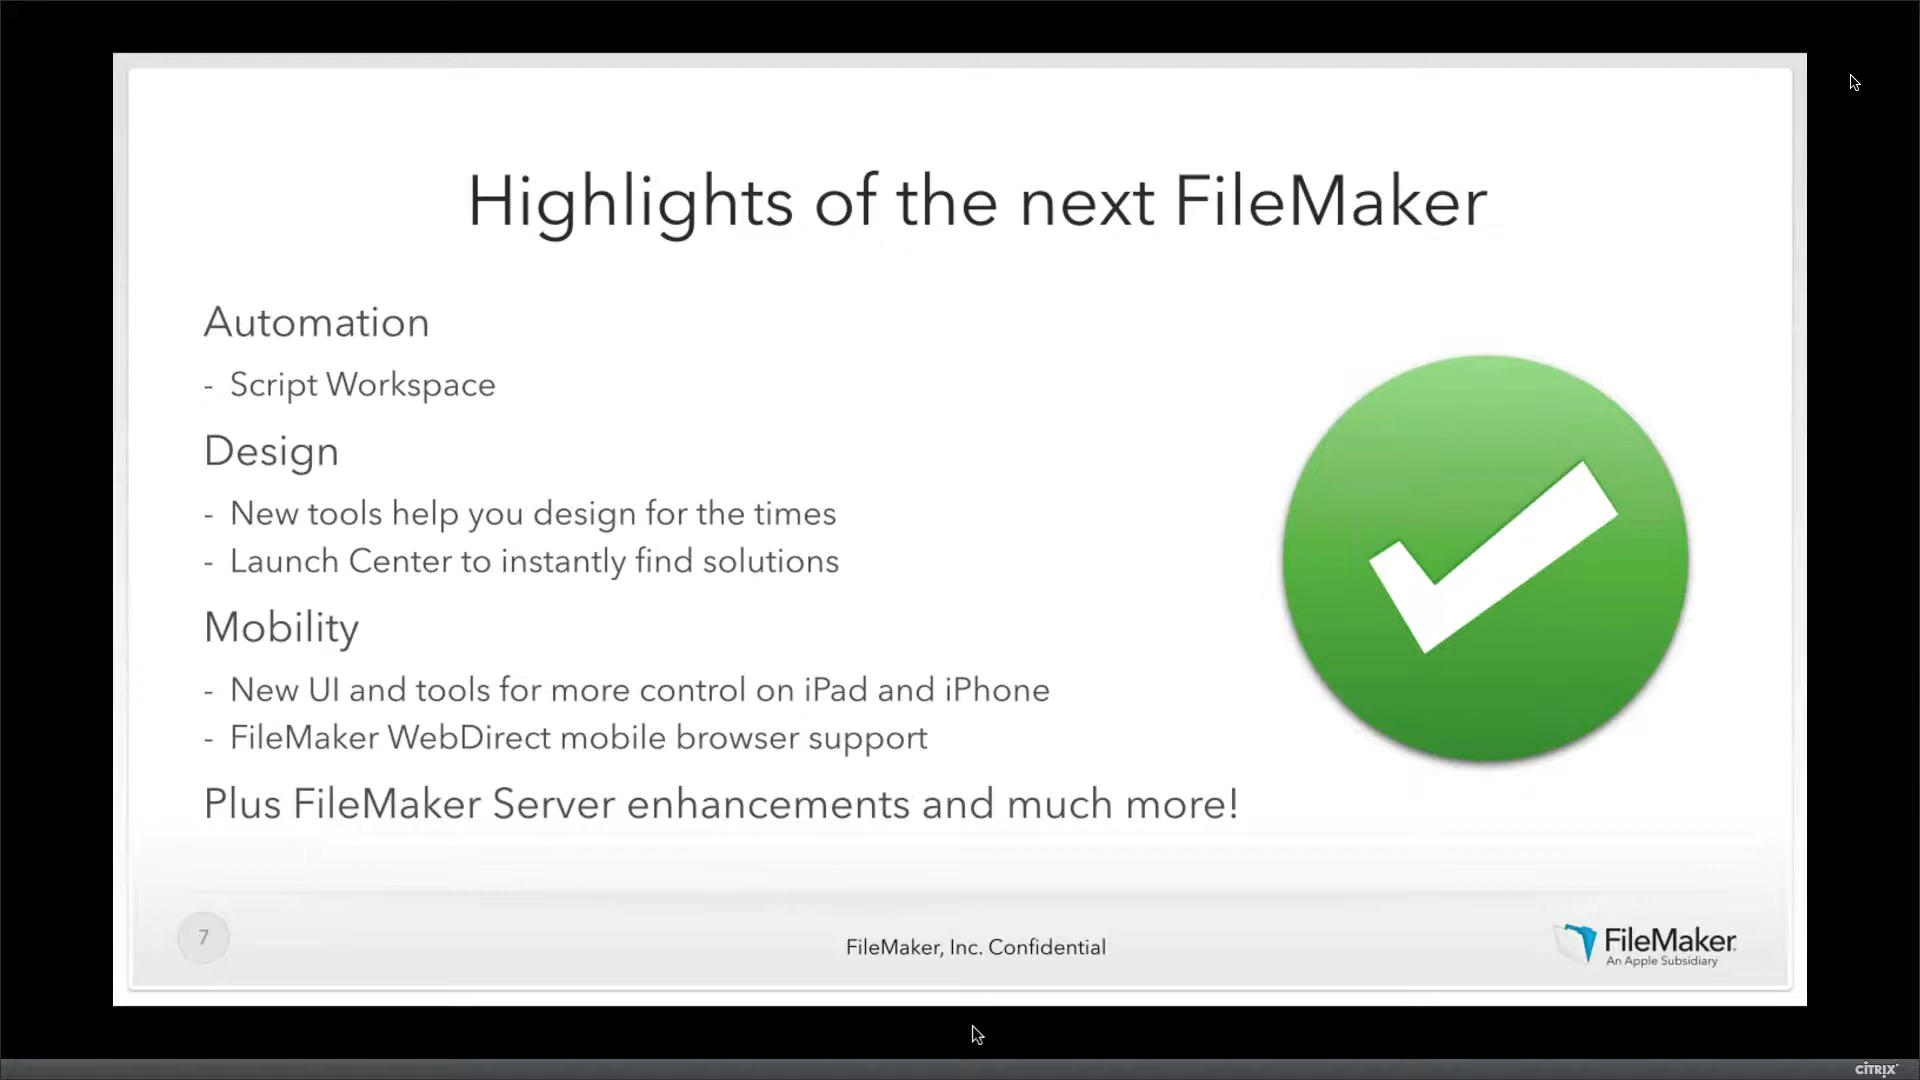 Highlights of the next FileMaker
Automation
- Script Workspace
Design
- New tools help you design for the times
- Launch Center to instantly find solutions
Mobility
- New UI and tools for more control on iPad and iPhone
- FileMaker WebDirect mobile browser support
Plus FileMaker Server enhancements and much more!
7
FileMaker, Inc. Confidential
FileMaker
An Apple Subsidiary
CİTRIX